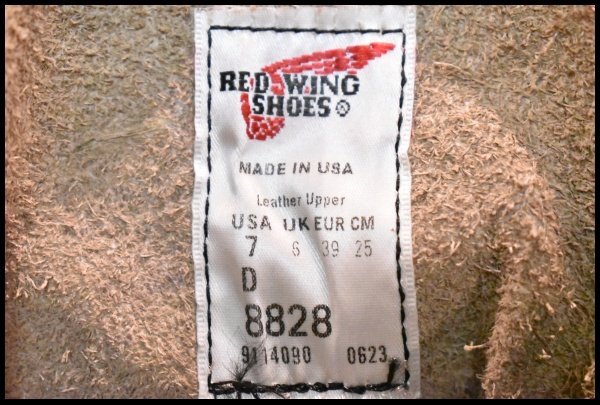 RED WING
SHOES ®
MADE IN USA
Leather Upper
USA UK EUR CM
7 6 39 25
D
8828
9114090 0623